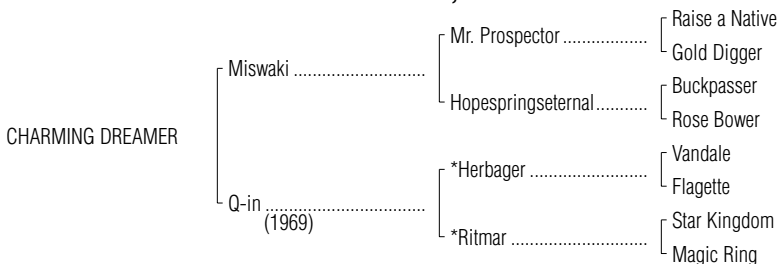 Raise a Native
Mr. Prospector ..................
Gold Digger
Miswaki ............................
Buckpasser
Hopespringseternal...........
Rose Bower
CHARMING DREAMER
Vandale
*Herbager .........................
Flagette
Q-in ..................................
(1969)
Star Kingdom
*Ritmar .............................
Magic Ring